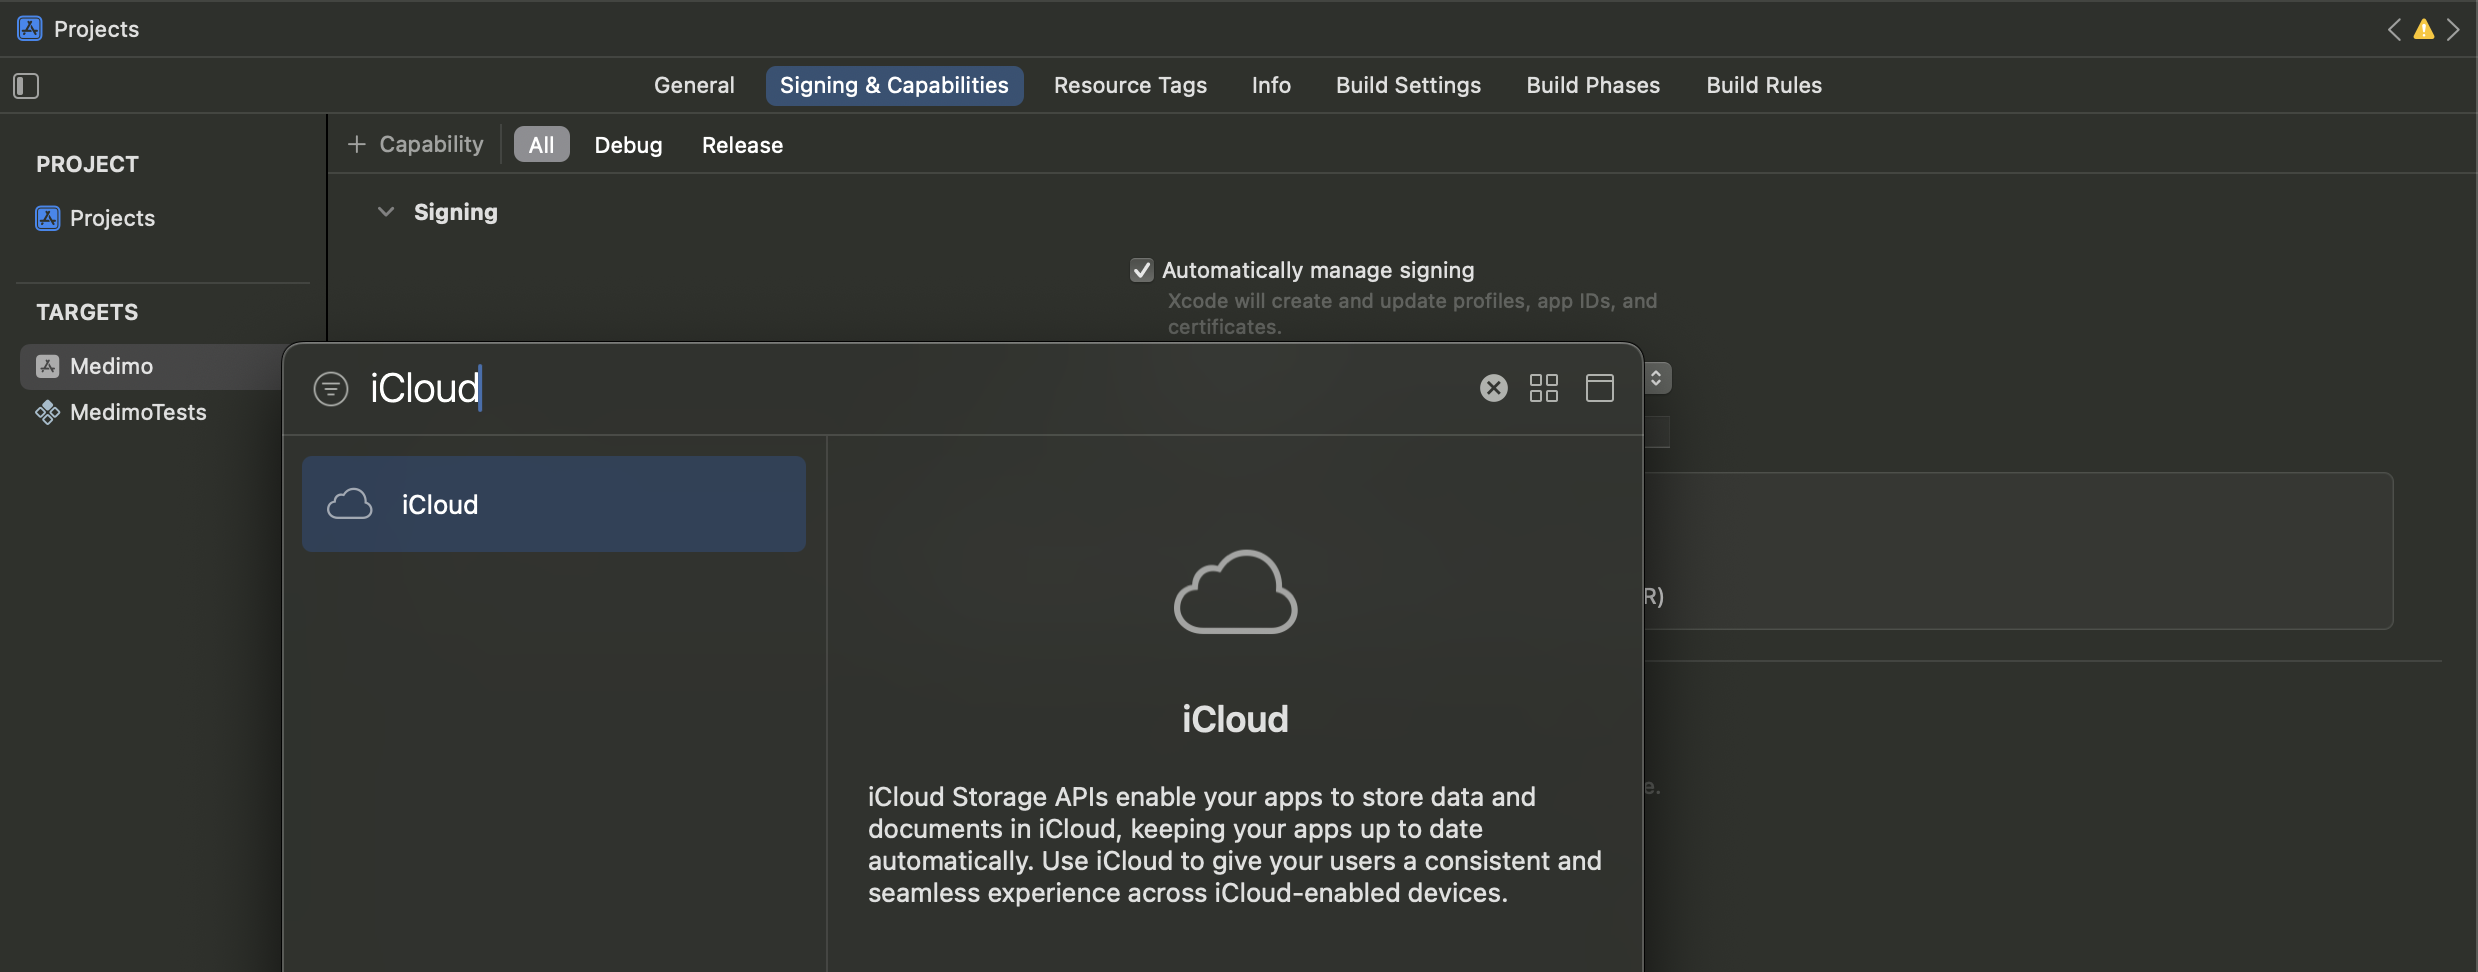 Projects
General
Signing & Capabilities
Resource Tags
Info
Build Settings
Build Phases
Build Rules
PROJECT
Projects
TARGETS
Medimo
MedimoTests
+ Capability
All
Debug
Release
Signing
Automatically manage signing
Xcode will create and update profiles, app IDs, and
certificates.
R)
e.
iCloud
iCloud
iCloud
iCloud Storage APIs enable your apps to store data and
documents in iCloud, keeping your apps up to date
automatically. Use iCloud to give your users a consistent and
seamless experience across iCloud-enabled devices.